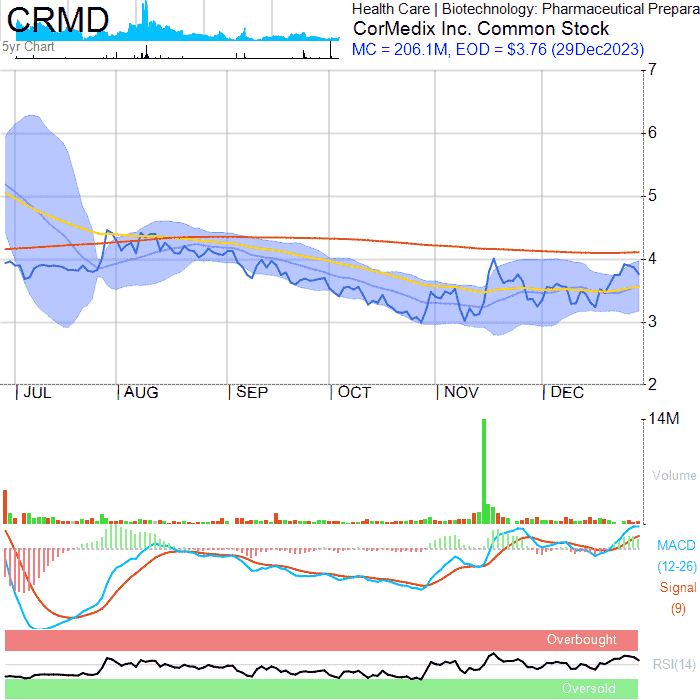 CRMD
Health Care | Biotechnology: Pharmaceutical Prepara
CorMedix Inc. Common Stock
5yr Chart
MC = 206.1M, EOD = $3.76 (29Dec2023)
7
6
5
4
3
2
JUL
AUG
SEP
OCT
NOV
DEC
14M
Volume
MACD
(12-26)
Signal
(9)
Overbought
RSI(14)
Oversold